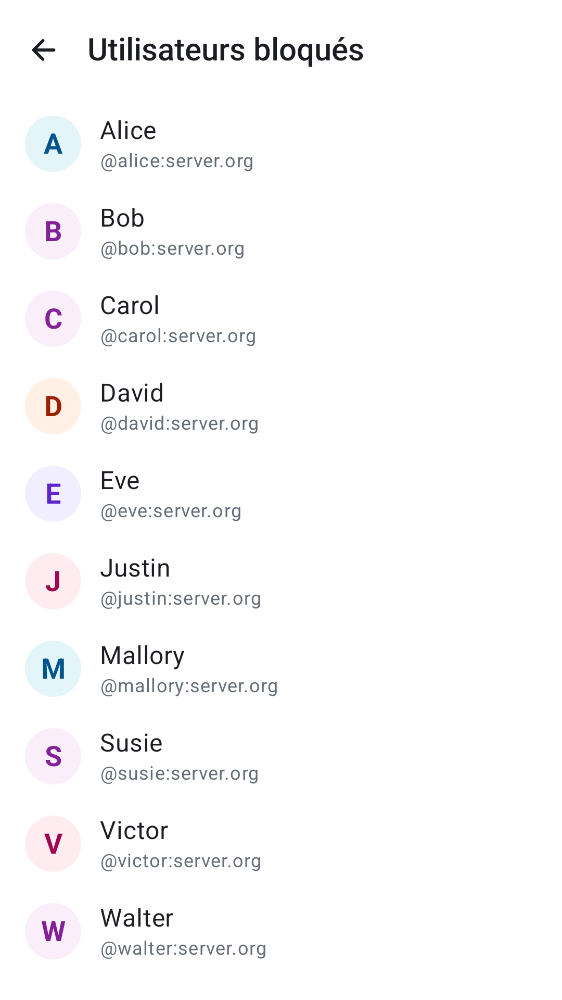 Utilisateurs bloqués
A
Alice
@alice:server.org
B
Bob
@bob:server.org
C
Carol
@carol:server.org
D
David
@david:server.org
E
Eve
@eve:server.org
J
Justin
@justin:server.org
M
Mallory
@mallory:server.org
S
Susie
@susie:server.org
V
Victor
@victor:server.org
W
Walter
@walter:server.org